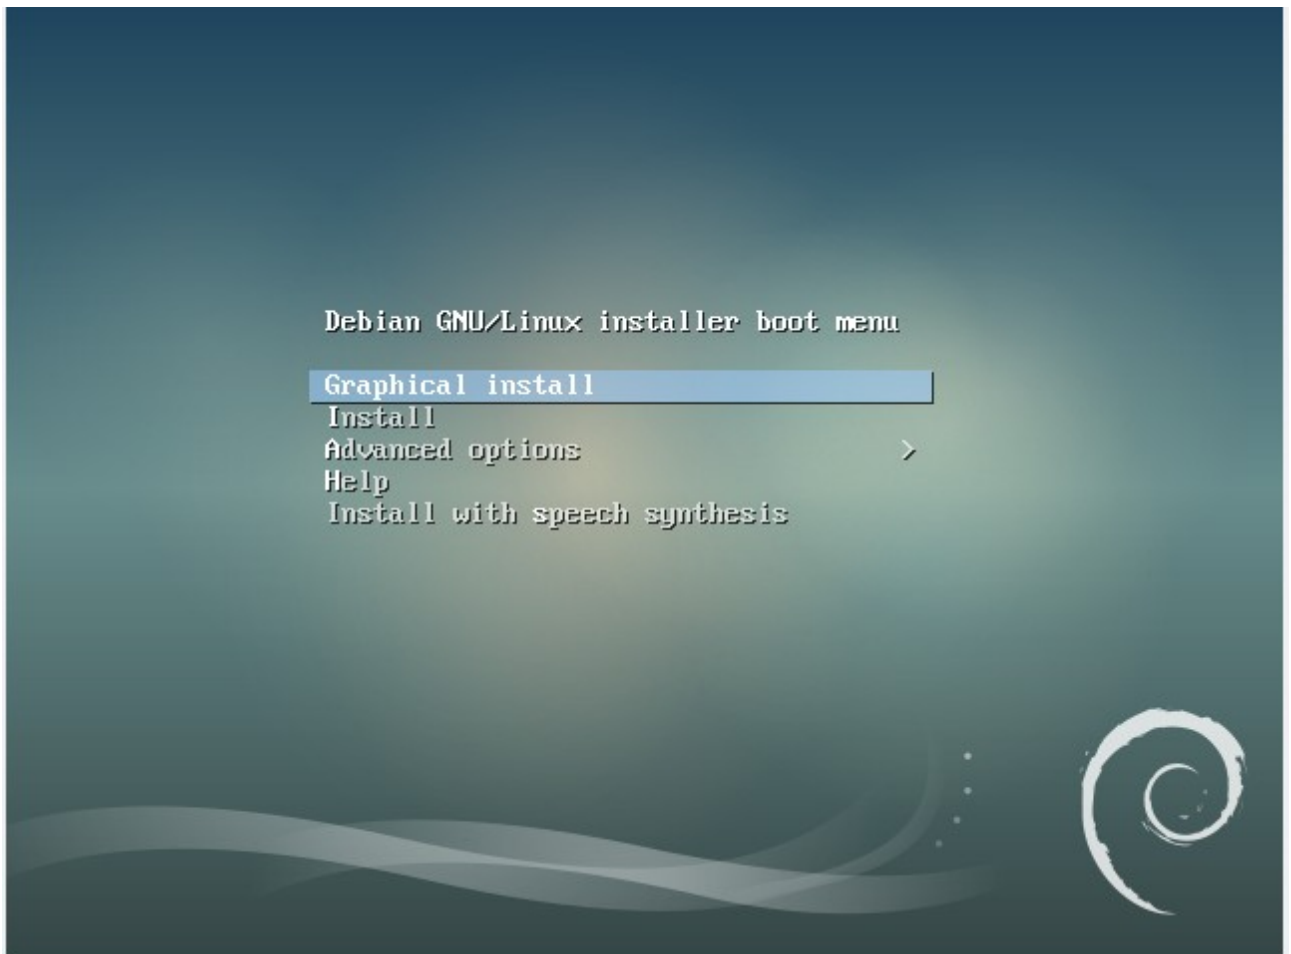 Debian GNU/Linux installer boot menu
Graphical install
Install
Advanced options >
Help
Install with speech synthesis